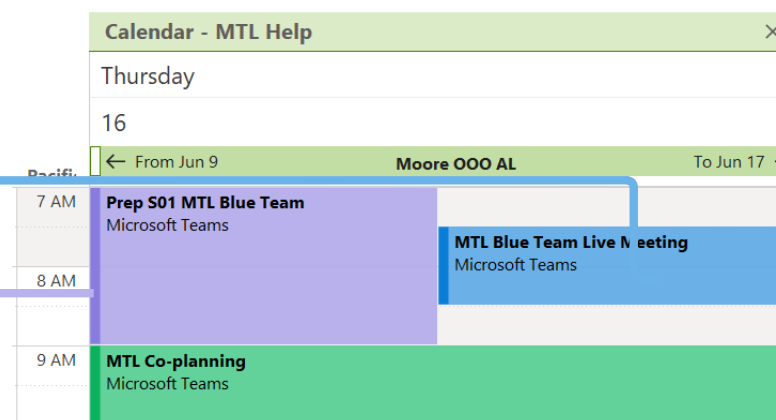 Calendar - MTL Help
Thursday
16
← From Jun 9 Moore OOO AL To Jun 17
7 AM
Prep S01 MTL Blue Team
Microsoft Teams
MTL Blue Team Live Meeting
Microsoft Teams
8 AM
9 AM
MTL Co-planning
Microsoft Teams